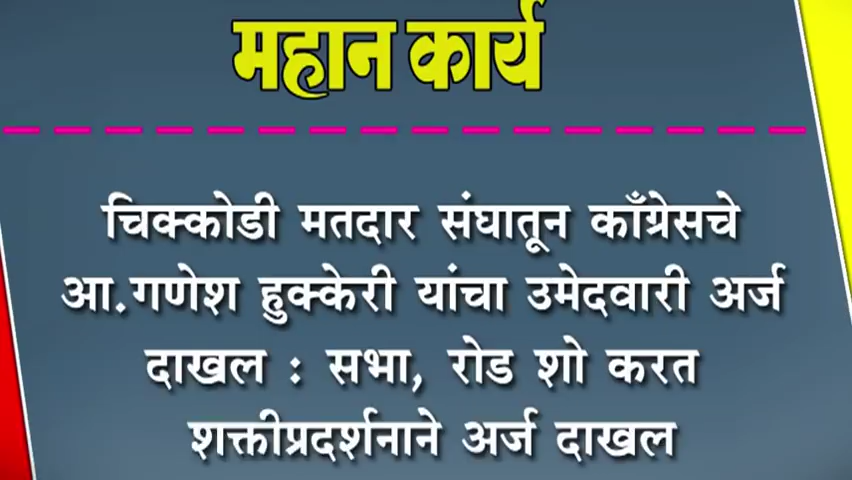 महान कार्य
चिक्कोडी मतदार संघातून काँग्रेसचे
आ.गणेश हुक्केरी यांचा उमेदवारी अर्ज
दाखल : सभा, रोड शो करत
शक्तीप्रदर्शनाने अर्ज दाखल